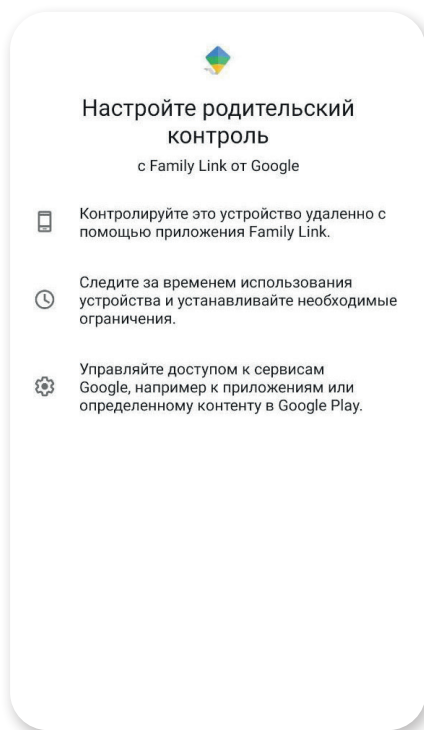 Настройте родительский
контроль
с Family Link от Google
Контролируйте это устройство удаленно с
помощью приложения Family Link.
Следите за временем использования
устройства и устанавливайте необходимые
ограничения.
Управляйте доступом к сервисам
Google, например к приложениям или
определенному контенту в Google Play.